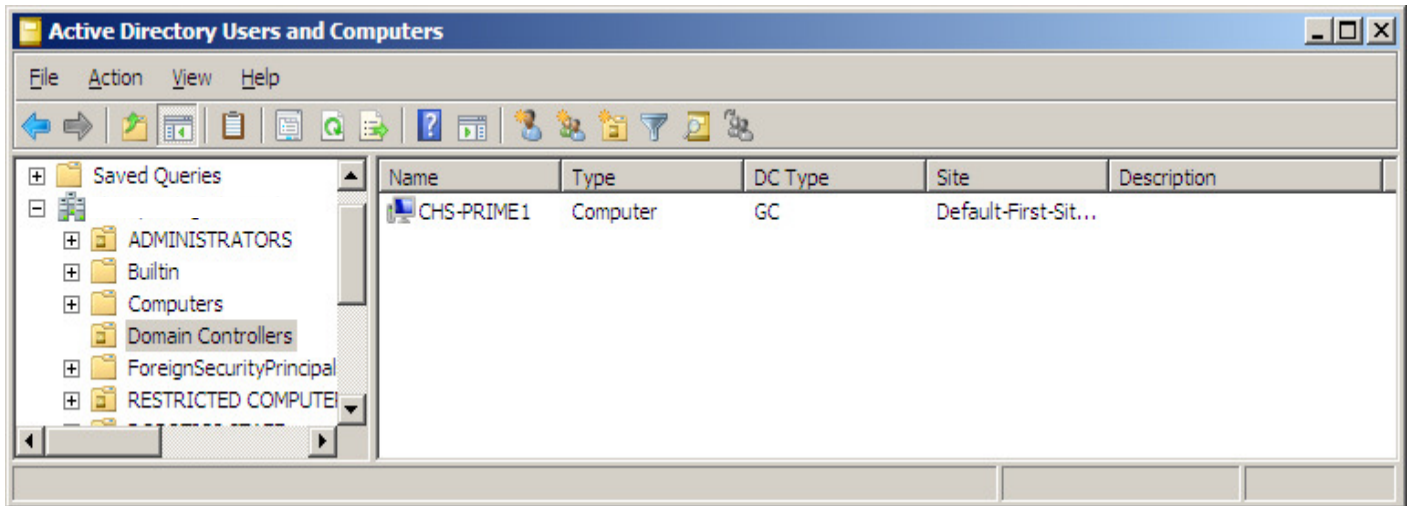 Active Directory Users and Computers
File Action View Help
Saved Queries
ADMINISTRATORS
Builtin
Computers
Domain Controllers
ForeignSecurityPrincipal
RESTRICTED COMPUTE
Name Type DC Type Site Description
CHS-PRIME1 Computer GC Default-First-Sit...